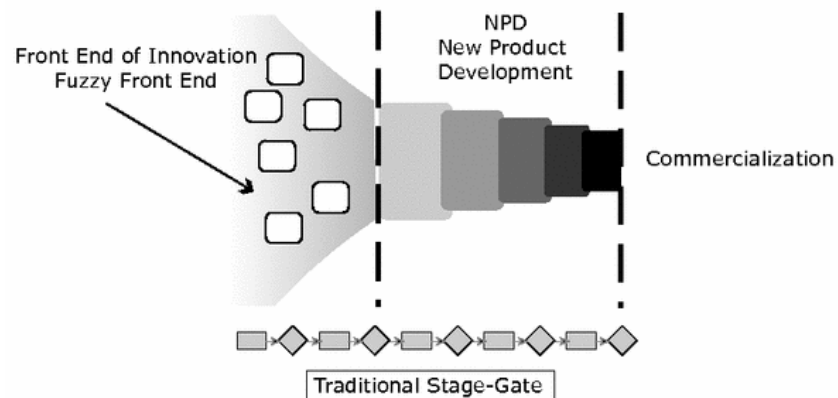 Front End of Innovation
Fuzzy Front End
NPD
New Product
Development
Commercialization
Traditional Stage-Gate